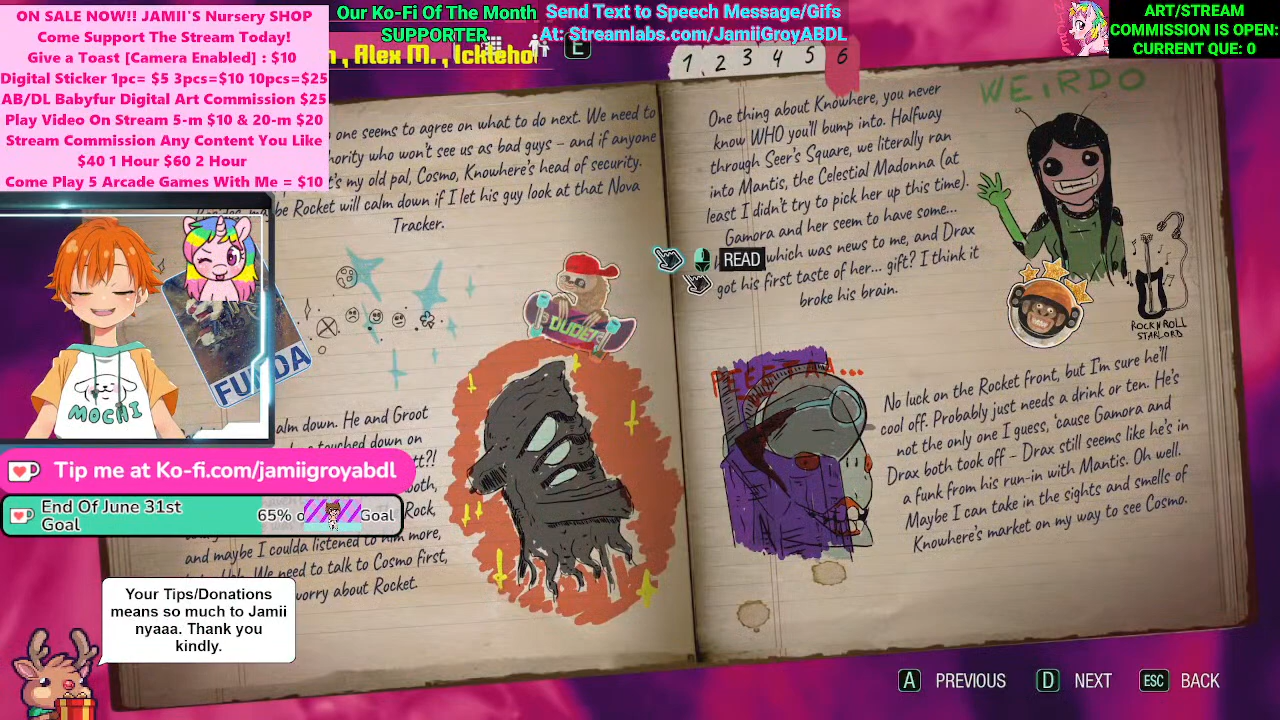 ON SALE NOW!! JAMII'S Nursery SHOP
Come Support The Stream Today!
Give a Toast [Camera Enabled] : $10
Digital Sticker 1pc= $5 3pcs=$10 10pcs=$25
AB/DL Babyfur Digital Art Commission $25
Play Video On Stream 5-m $10 & 20-m $20
Stream Commission Any Content You Like
$40 1 Hour $60 2 Hour
Come Play 5 Arcade Games With Me = $10
Our Ko-Fi Of The Month
SUPPORTER
, Alex M. , Ickleho
E
Send Text to Speech Message/Gifs
At: Streamlabs.com/JamiiGroyABDL
ART/STREAM
COMMISSION IS OPEN:
CURRENT QUE: 0
1 2 3 4 5 6
one seems to agree on what to do next. We need to
who won't see us as bad guys – and if anyone
my old pal, Cosmo, Knowhere's head of security.
maybe Rocket will calm down if I let his guy look at that Nova
Tracker.
DUDE!
MOCHI
calm down. He and Groot
touched down on
Rock,
and maybe I coulda listened to him more,
We need to talk to Cosmo first,
worry about Rocket.
One thing about Knowhere, you never
know WHO you'll bump into. Halfway
through Seer's Square, we literally ran
into Mantis, the Celestial Madonna (at
least I didn't try to pick her up this time).
Gamora and her seem to have some...
which was news to me, and Drax
got his first taste of her... gift? I think it
broke his brain.
READ
WEIRDO
ROCK N ROLL
STARLORD
No luck on the Rocket front, but I'm sure he'll
cool off. Probably just needs a drink or ten. He's
not the only one I guess, 'cause Gamora and
Drax both took off – Drax still seems like he's in
a funk from his run-in with Mantis. Oh well.
Maybe I can take in the sights and smells of
Knowhere's market on my way to see Cosmo.
Tip me at Ko-fi.com/jamiigroyabdl
End Of June 31st
Goal
65% o
Goal
Your Tips/Donations
means so much to Jamii
nyaaa. Thank you
kindly.
A PREVIOUS D NEXT ESC BACK